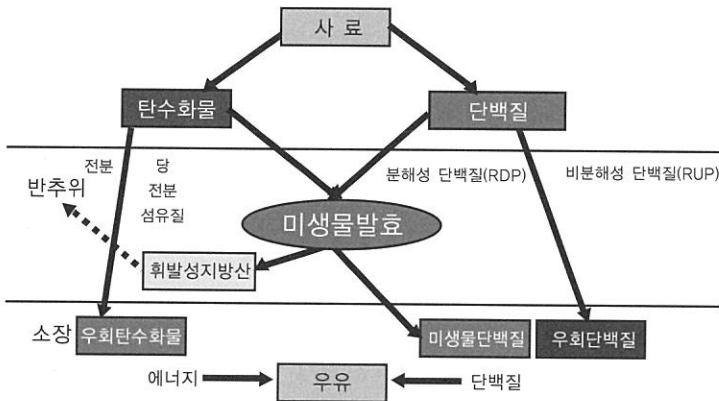 사 료
탄수화물
단백질
전분
당
전분
섬유질
반추위
분해성 단백질(RDP)
비분해성 단백질(RUP)
미생물발효
휘발성지방산
소장
우회탄수화물
미생물단백질
우회단백질
에너지
우유
단백질